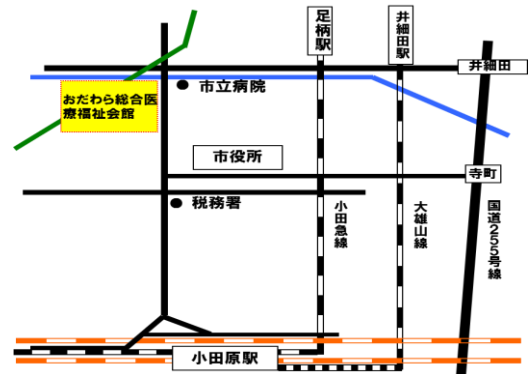 足柄駅
井細田駅
井細田
おだわら総合医
療福祉会館
市立病院
市役所
寺町
税務署
小田急線
大雄山線
国道255号線
小田原駅